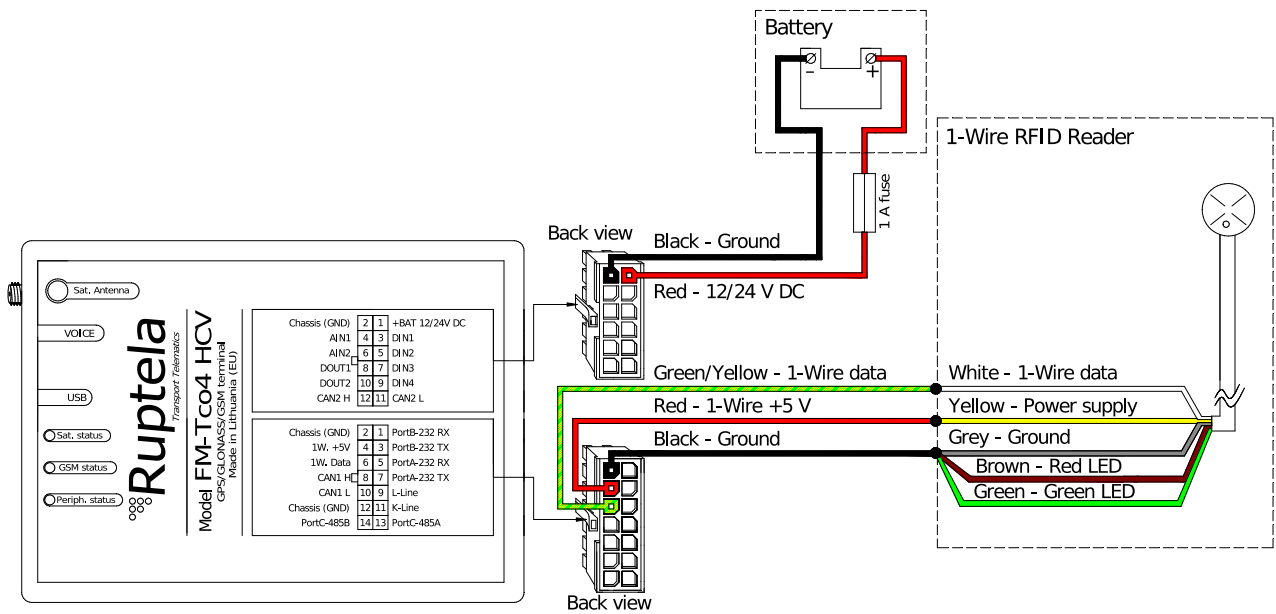 Battery
- +
1 A fuse
1-Wire RFID Reader
Back view
Black - Ground
Red - 12/24 V DC
Sat. Antenna
VOICE
USB
Sat. status
GSM status
Periph. status
Ruptela
Transport Telematics
Model FM-Tco4 HCV
GPS/GLONASS/GSM terminal
Made in Lithuania (EU)
Chassis (GND) 2 1 +BAT 12/24V DC
AIN1 4 3 DIN1
AIN2 6 5 DIN2
DOUT1 8 7 DIN3
DOUT2 10 9 DIN4
CAN2 H 12 11 CAN2 L
Chassis (GND) 2 1 PortB-232 RX
1W. +5V 4 3 PortB-232 TX
1W. Data 6 5 PortA-232 RX
CAN1 H 8 7 PortA-232 TX
CAN1 L 10 9 L-Line
Chassis (GND) 12 11 K-Line
PortC-485B 14 13 PortC-485A
Green/Yellow - 1-Wire data
Red - 1-Wire +5 V
Black - Ground
White - 1-Wire data
Yellow - Power supply
Grey - Ground
Brown - Red LED
Green - Green LED
Back view